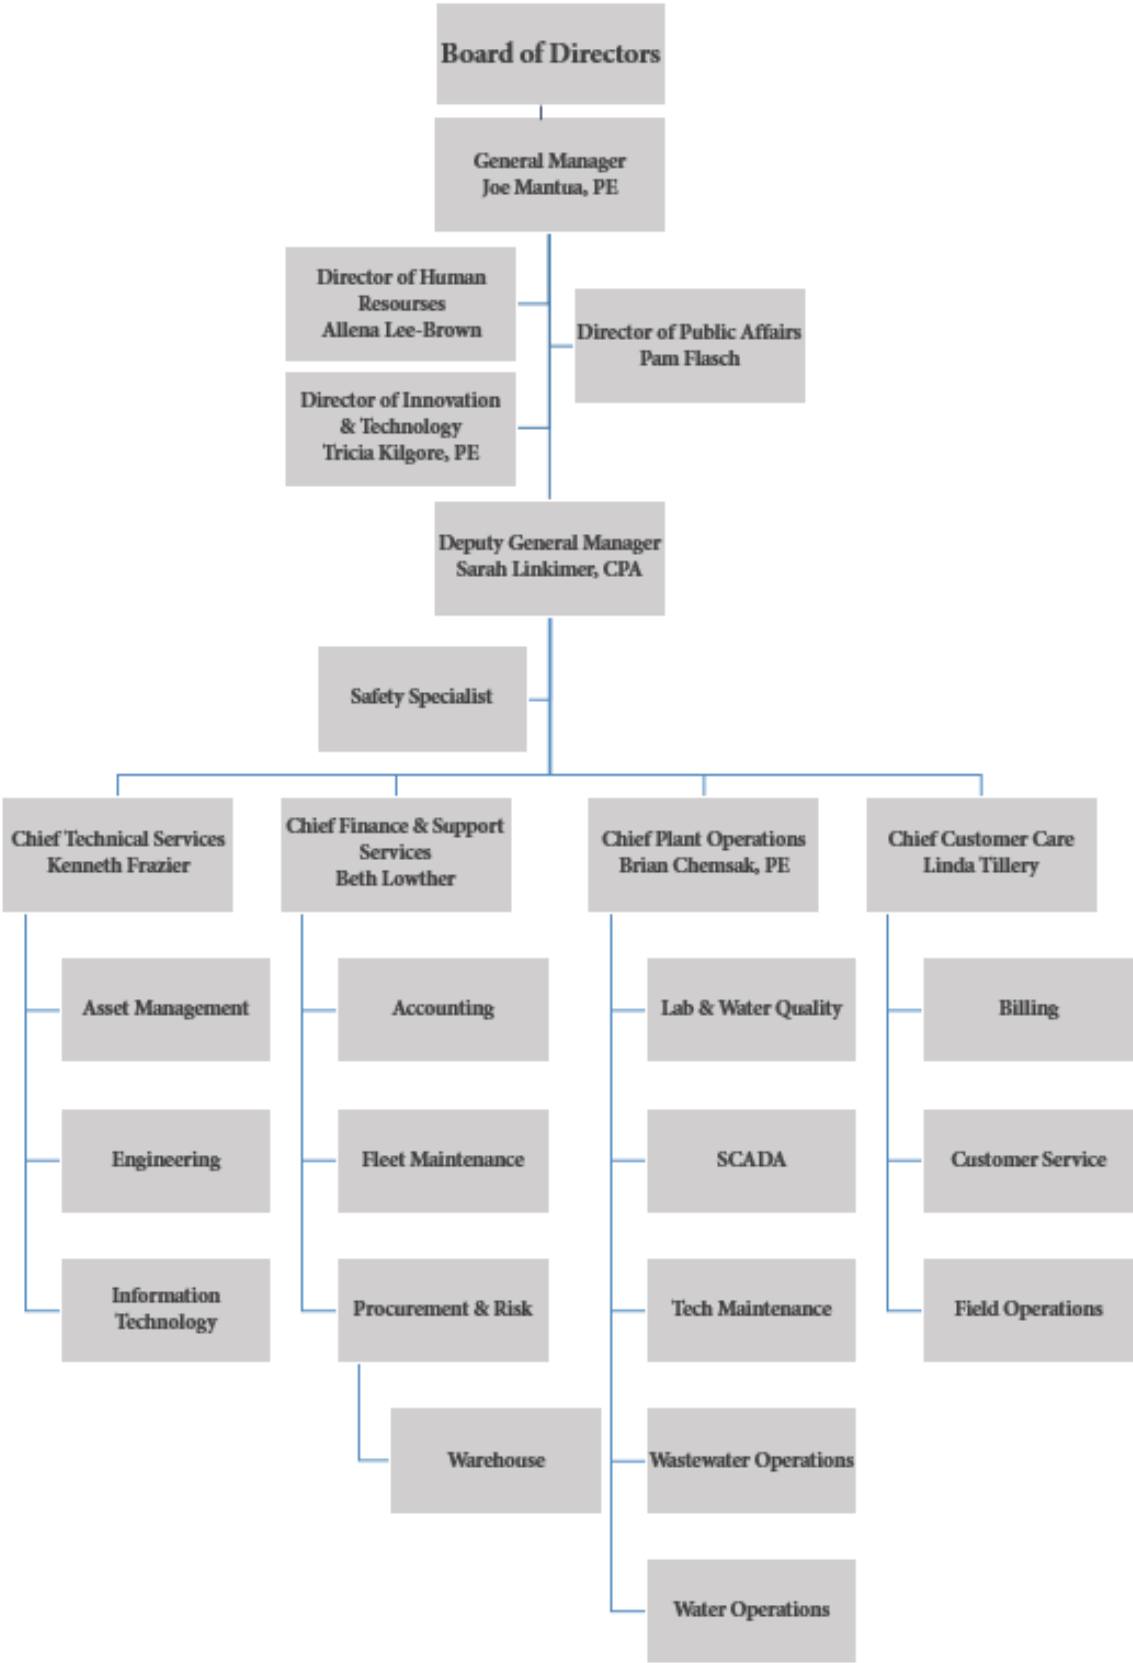 Board of Directors
General Manager
Joe Mantua, PE
Director of Human
Resourses
Allena Lee-Brown
Director of Public Affairs
Pam Flasch
Director of Innovation
& Technology
Tricia Kilgore, PE
Deputy General Manager
Sarah Linkimer, CPA
Safety Specialist
Chief Technical Services
Kenneth Frazier
Chief Finance & Support
Services
Beth Lowther
Chief Plant Operations
Brian Chemsak, PE
Chief Customer Care
Linda Tillery
Asset Management
Accounting
Lab & Water Quality
Billing
Engineering
Fleet Maintenance
SCADA
Customer Service
Information
Technology
Procurement & Risk
Tech Maintenance
Field Operations
Warehouse
Wastewater Operations
Water Operations